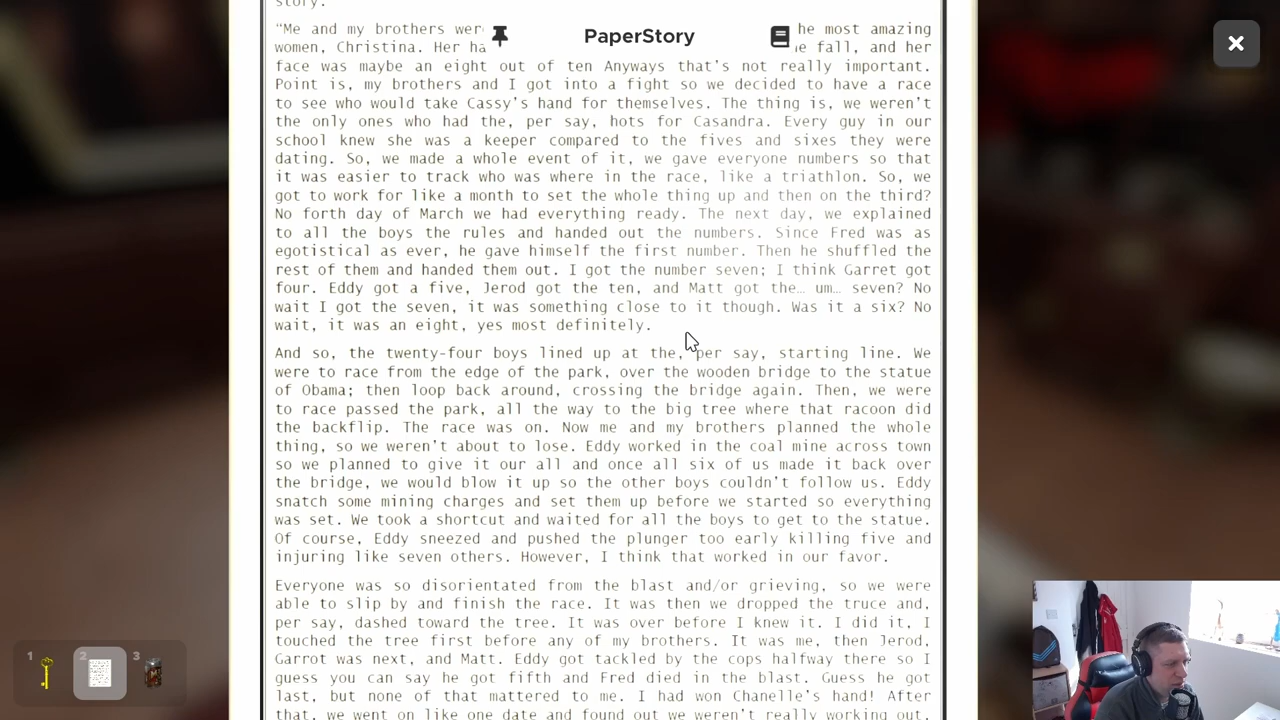 story.
PaperStory
“Me and my brothers wer he most amazing
women, Christina. Her ha e fall, and her
face was maybe an eight out of ten Anyways that’s not really important.
Point is, my brothers and I got into a fight so we decided to have a race
to see who would take Cassy’s hand for themselves. The thing is, we weren’t
the only ones who had the, per say, hots for Casandra. Every guy in our
school knew she was a keeper compared to the fives and sixes they were
dating. So, we made a whole event of it, we gave everyone numbers so that
it was easier to track who was where in the race, like a triathlon. So, we
got to work for like a month to set the whole thing up and then on the third?
No forth day of March we had everything ready. The next day, we explained
to all the boys the rules and handed out the numbers. Since Fred was as
egotistical as ever, he gave himself the first number. Then he shuffled the
rest of them and handed them out. I got the number seven; I think Garret got
four. Eddy got a five, Jerod got the ten, and Matt got the… um… seven? No
wait I got the seven, it was something close to it though. Was it a six? No
wait, it was an eight, yes most definitely.
And so, the twenty-four boys lined up at the, per say, starting line. We
were to race from the edge of the park, over the wooden bridge to the statue
of Obama; then loop back around, crossing the bridge again. Then, we were
to race passed the park, all the way to the big tree where that racoon did
the backflip. The race was on. Now me and my brothers planned the whole
thing, so we weren’t about to lose. Eddy worked in the coal mine across town
so we planned to give it our all and once all six of us made it back over
the bridge, we would blow it up so the other boys couldn’t follow us. Eddy
snatch some mining charges and set them up before we started so everything
was set. We took a shortcut and waited for all the boys to get to the statue.
Of course, Eddy sneezed and pushed the plunger too early killing five and
injuring like seven others. However, I think that worked in our favor.
Everyone was so disorientated from the blast and/or grieving, so we were
able to slip by and finish the race. It was then we dropped the truce and,
per say, dashed toward the tree. It was over before I knew it. I did it, I
touched the tree first before any of my brothers. It was me, then Jerod,
Garrot was next, and Matt. Eddy got tackled by the cops halfway there so I
guess you can say he got fifth and Fred died in the blast. Guess he got
last, but none of that mattered to me. I had won Chanelle’s hand! After
that, we went on like one date and found out we weren’t really working out.
1 2 3